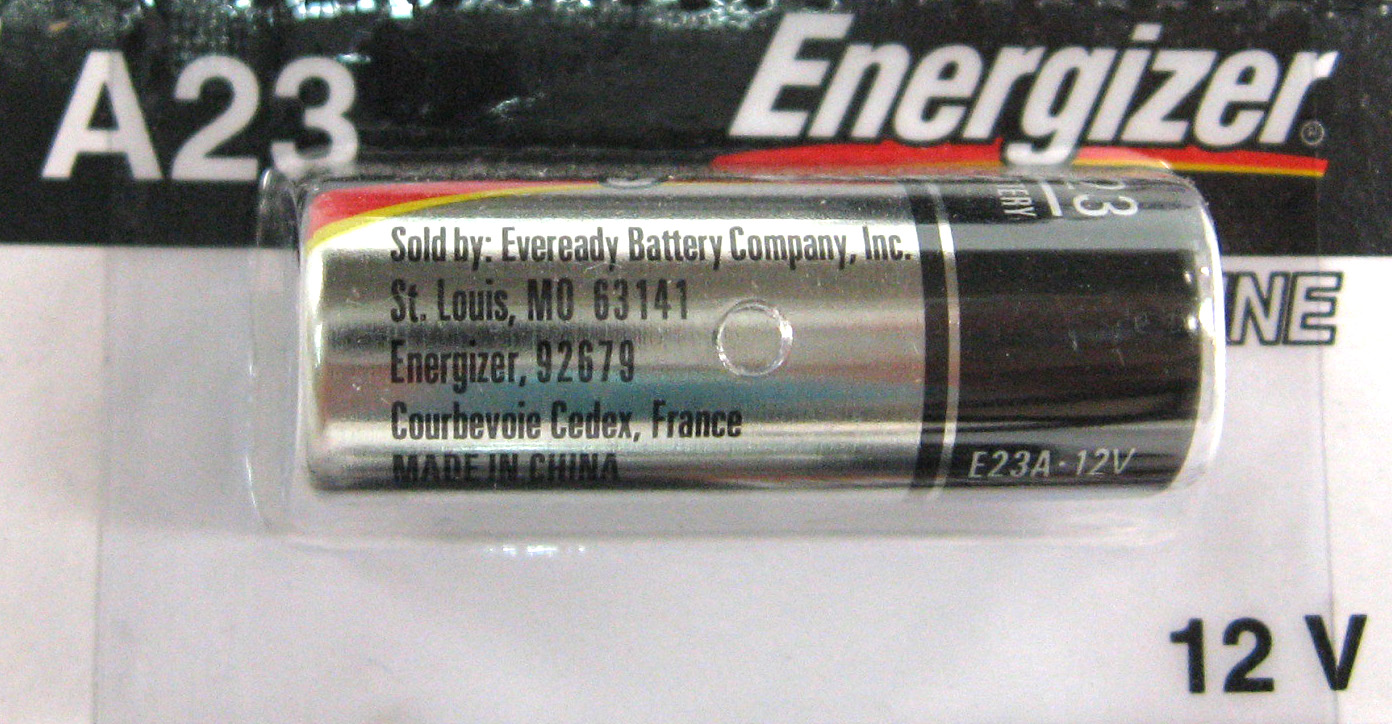 A23
Energizer
23
Sold by: Eveready Battery Company, Inc.
St. Louis, MO 63141
Energizer, 92679
Courbevoie Cedex, France
MADE IN CHINA
E23A·12V
12 V